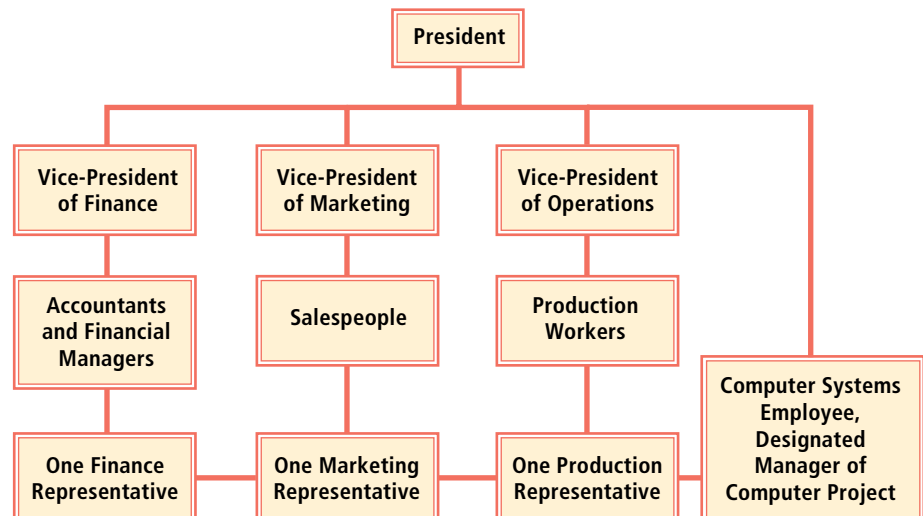 President
Vice-President
of Finance
Vice-President
of Marketing
Vice-President
of Operations
Accountants
and Financial
Managers
Salespeople
Production
Workers
Computer Systems
Employee,
Designated
Manager of
Computer Project
One Finance
Representative
One Marketing
Representative
One Production
Representative